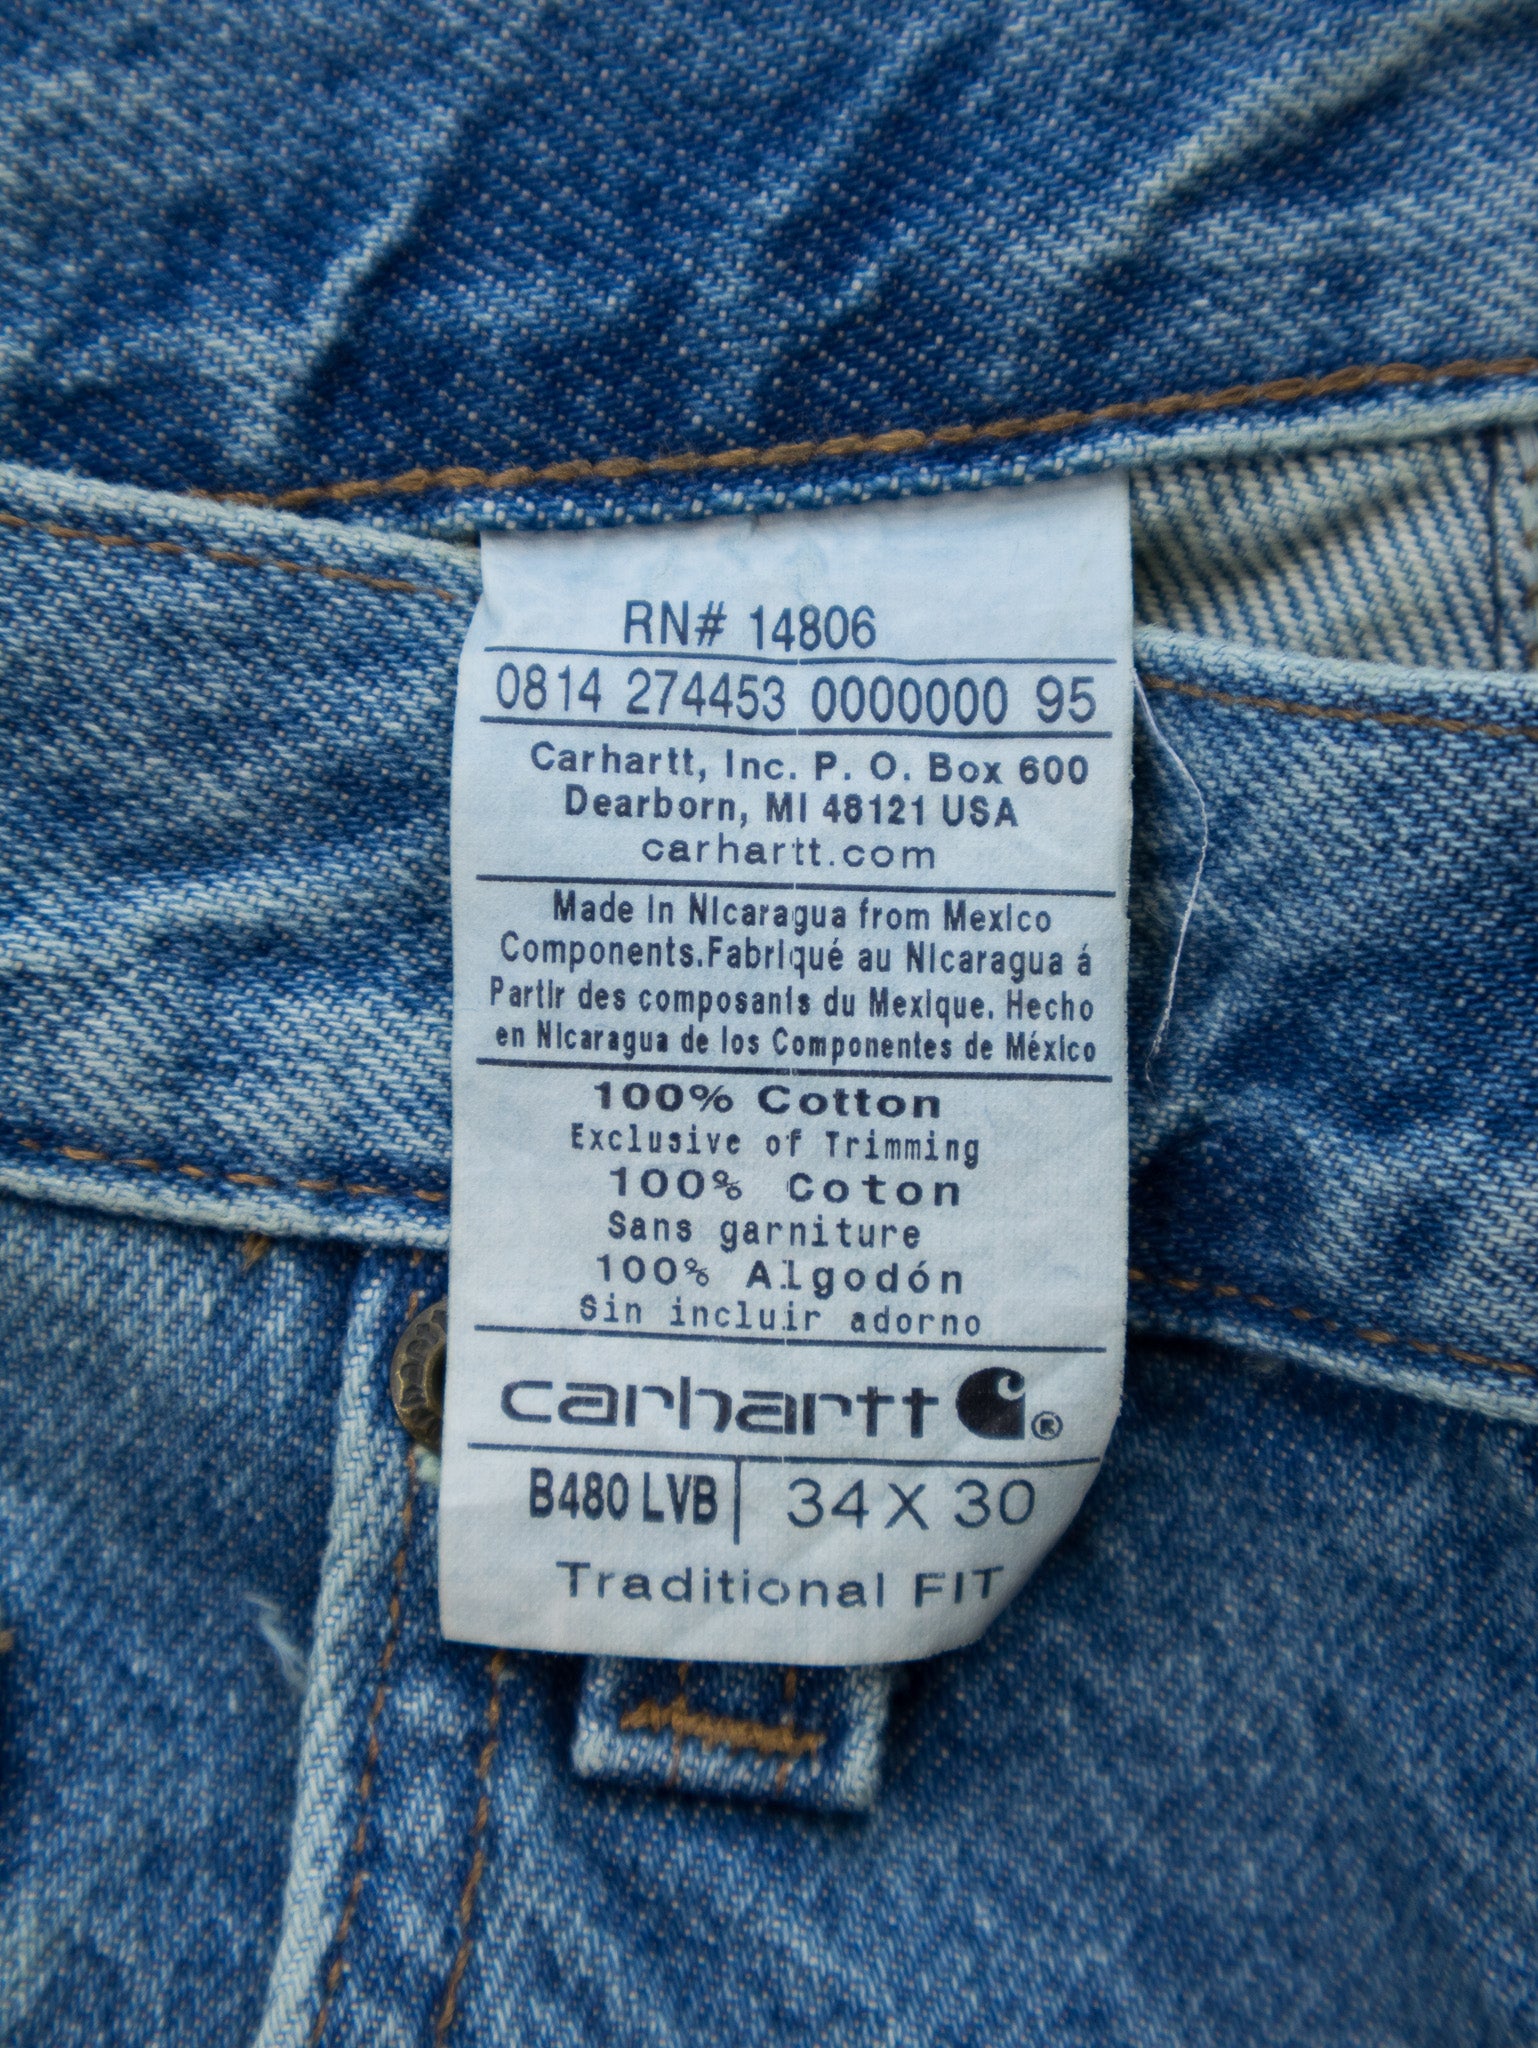 RN# 14806
0814 274453 0000000 95
Carhartt, Inc. P. O. Box 600
Dearborn, MI 48121 USA
carhartt.com
Made In Nicaragua from Mexico
Components.Fabriqué au Nicaragua á
Partir des composants du Mexique. Hecho
en Nicaragua de los Componentes de México
100% Cotton
Exclusive of Trimming
100% Coton
Sans garniture
100% Algodón
Sin incluir adorno
carhartt ®
B480 LVB | 34 X 30
Traditional FIT